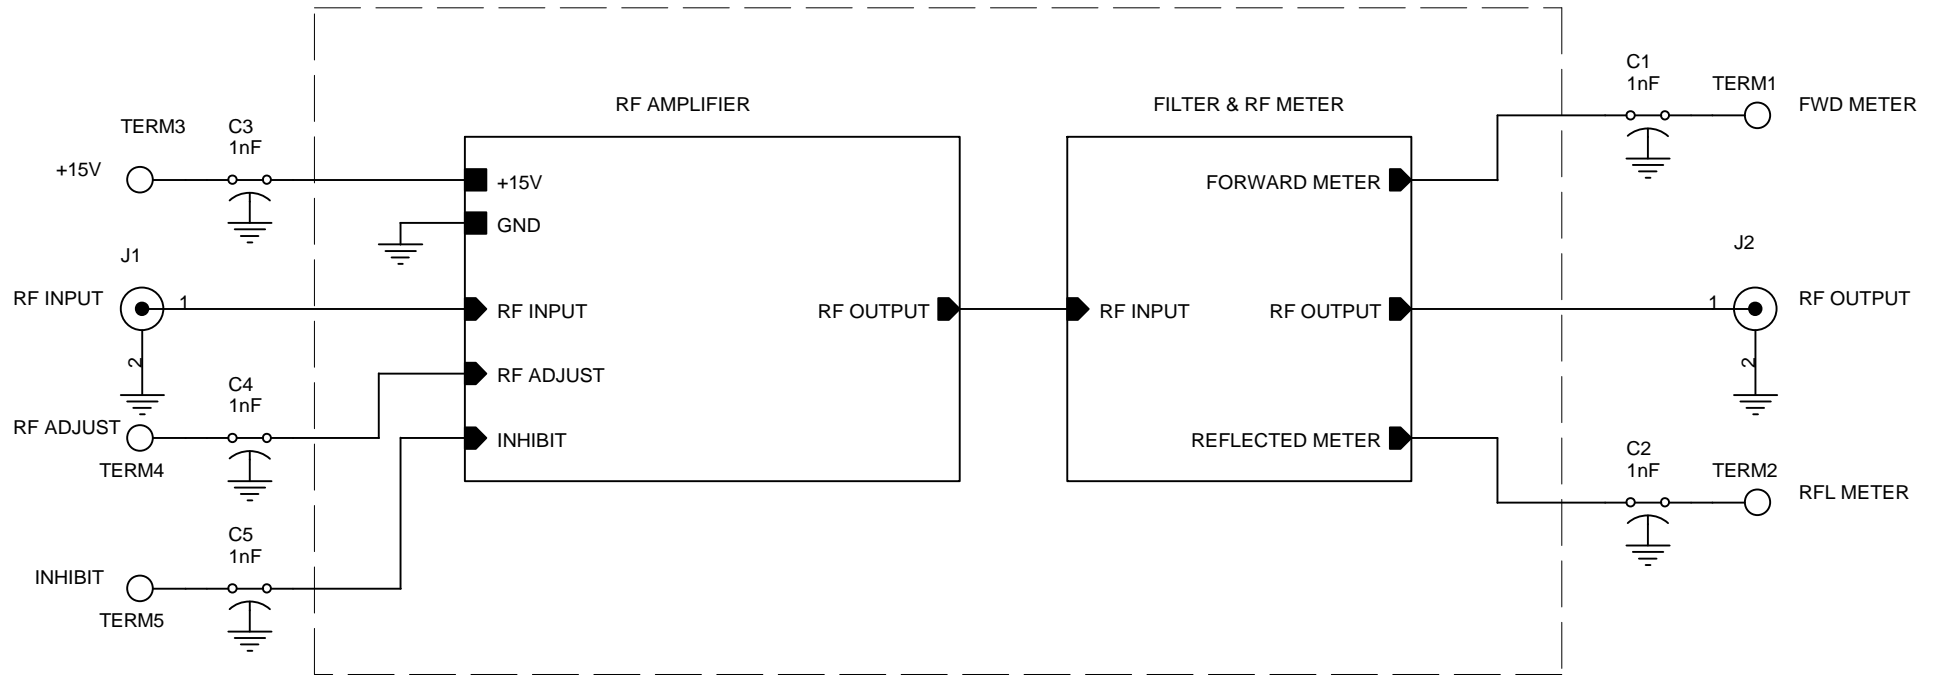 RF AMPLIFIER
FILTER & RF METER
TERM3
C3
1nF
+15V
+15V
GND
J1
RF INPUT
1
2
RF INPUT
RF OUTPUT
RF ADJUST
C4
1nF
RF ADJUST
TERM4
INHIBIT
C5
1nF
INHIBIT
TERM5
RF INPUT
FORWARD METER
RF OUTPUT
REFLECTED METER
C1
1nF
TERM1
FWD METER
J2
1
2
RF OUTPUT
C2
1nF
TERM2
RFL METER